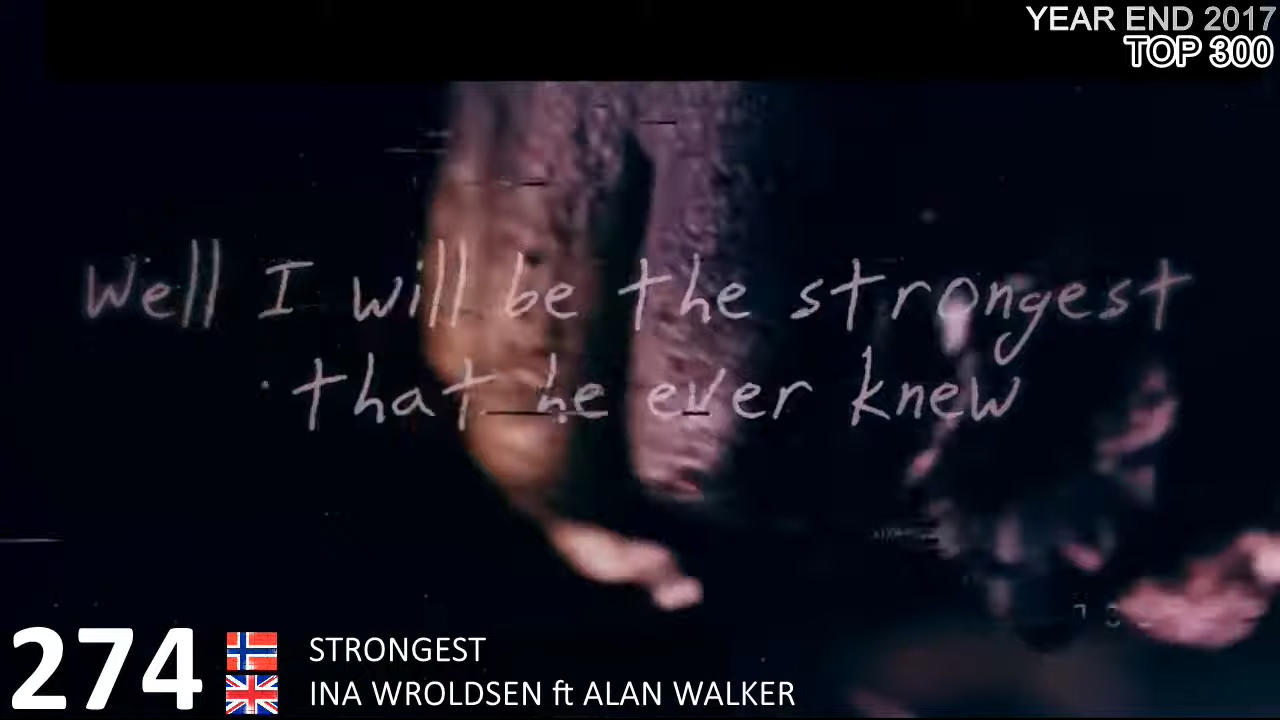 YEAR END 2017
TOP 300
Well I will be the strongest
that he ever knew
274
STRONGEST
INA WROLDSEN ft ALAN WALKER